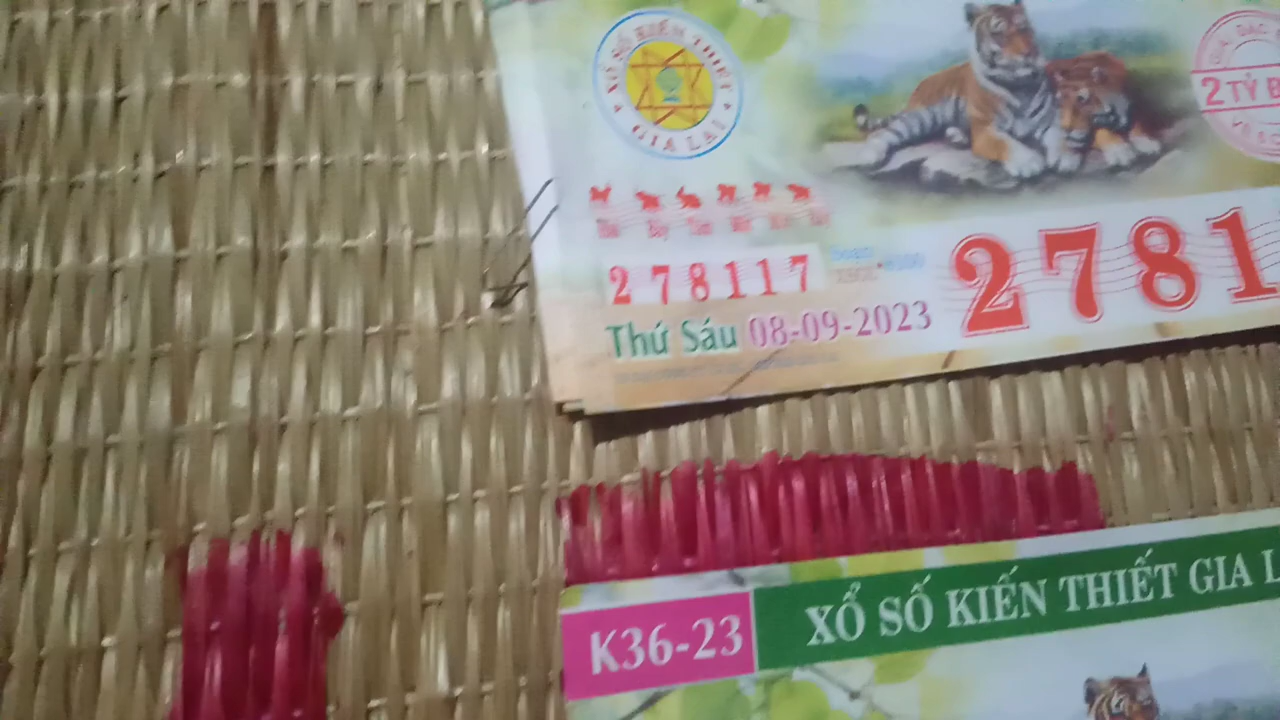 XỔ SỐ KIẾN THIẾT
GIA LAI
2 TỶ Đ
278117
2781
Thứ Sáu 08-09-2023
K36-23
XỔ SỐ KIẾN THIẾT GIA L